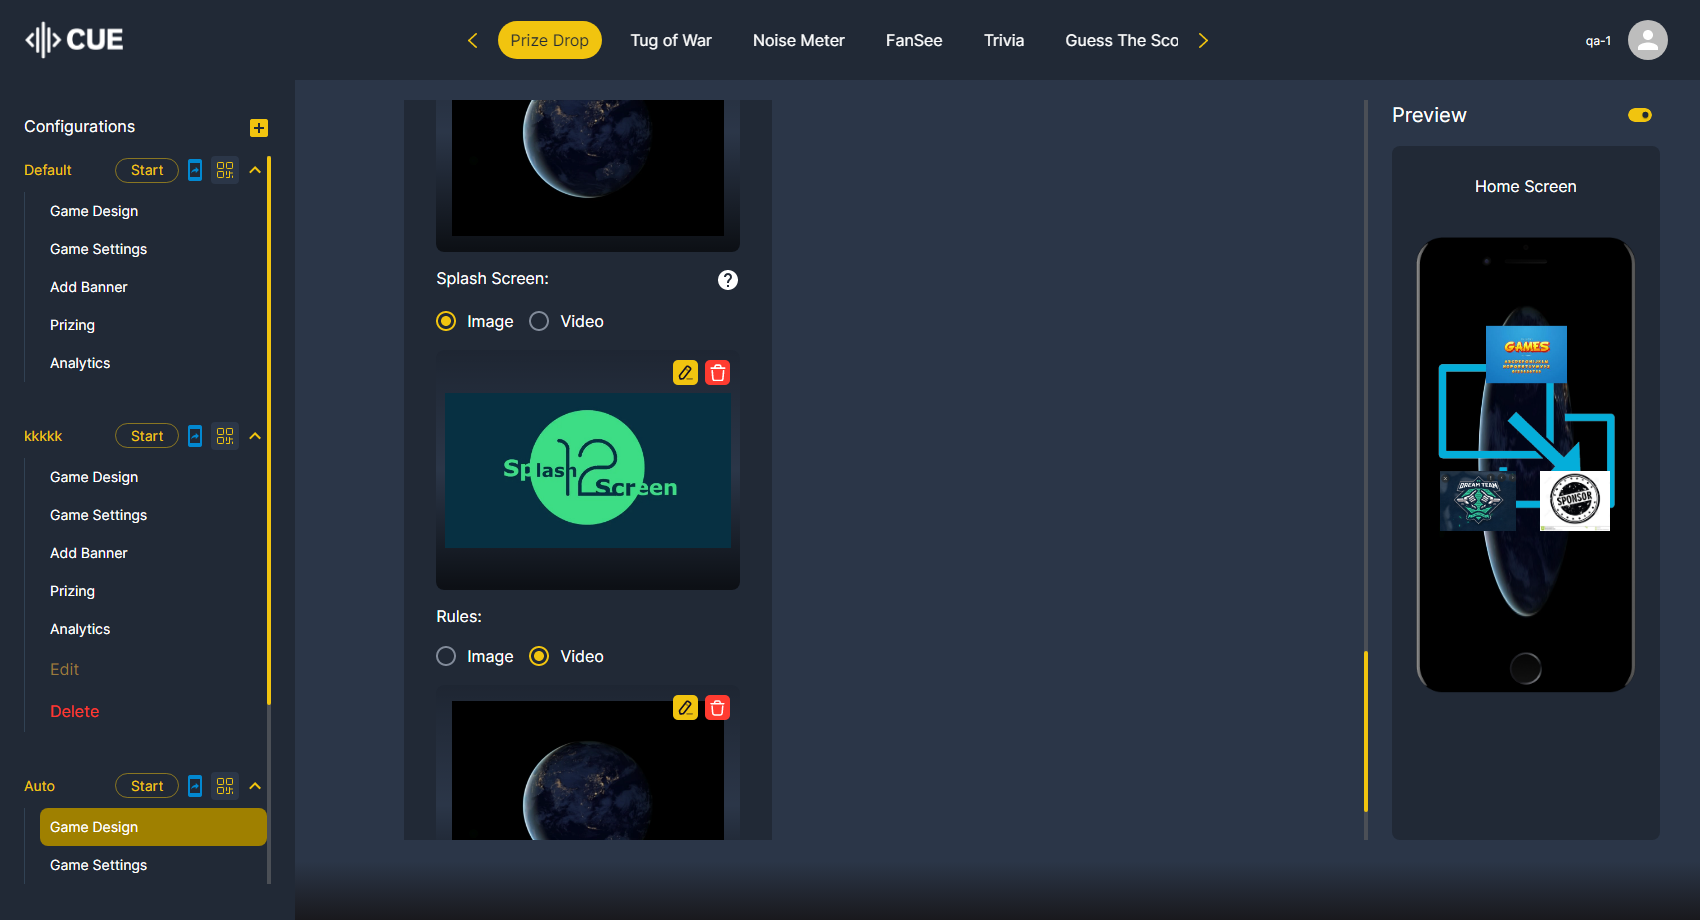 CUE
Prize Drop
Tug of War
Noise Meter
FanSee
Trivia
Guess The Sco
qa-1
Configurations
Default
Start
Game Design
Game Settings
Add Banner
Prizing
Analytics
kkkkk
Start
Game Design
Game Settings
Add Banner
Prizing
Analytics
Edit
Delete
Auto
Start
Game Design
Game Settings
Splash Screen:
?
Image
Video
Splash
12
Screen
Rules:
Image
Video
Preview
Home Screen
GAMES
DREAM TEAM
SPONSOR